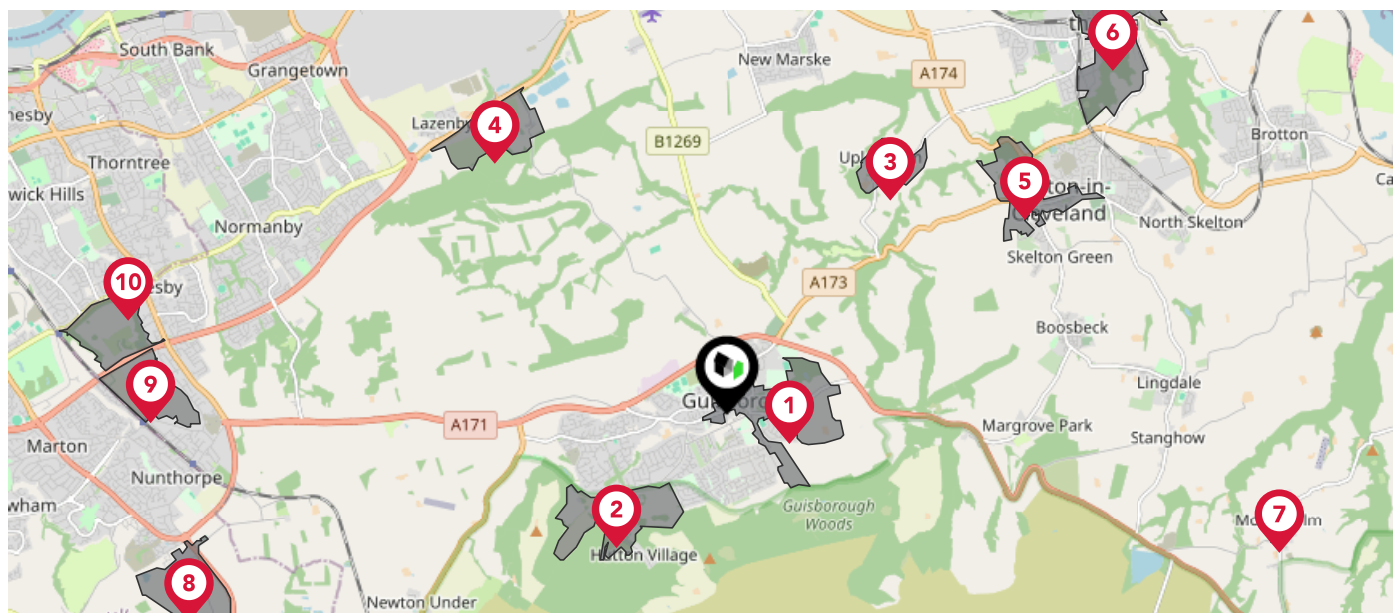 South Bank
Grangetown
New Marske
A174
6
Lazenby
4
B1269
Thorntree
Brotton
3
5
wick Hills
Normanby
North Skelton
Skelton Green
10
esby
A173
Boosbeck
9
Lingdale
1
A171
Margrove Park
Stanghow
Marton
Nunthorpe
2
Guisborough
Woods
7
Hutton Village
8
Newton Under